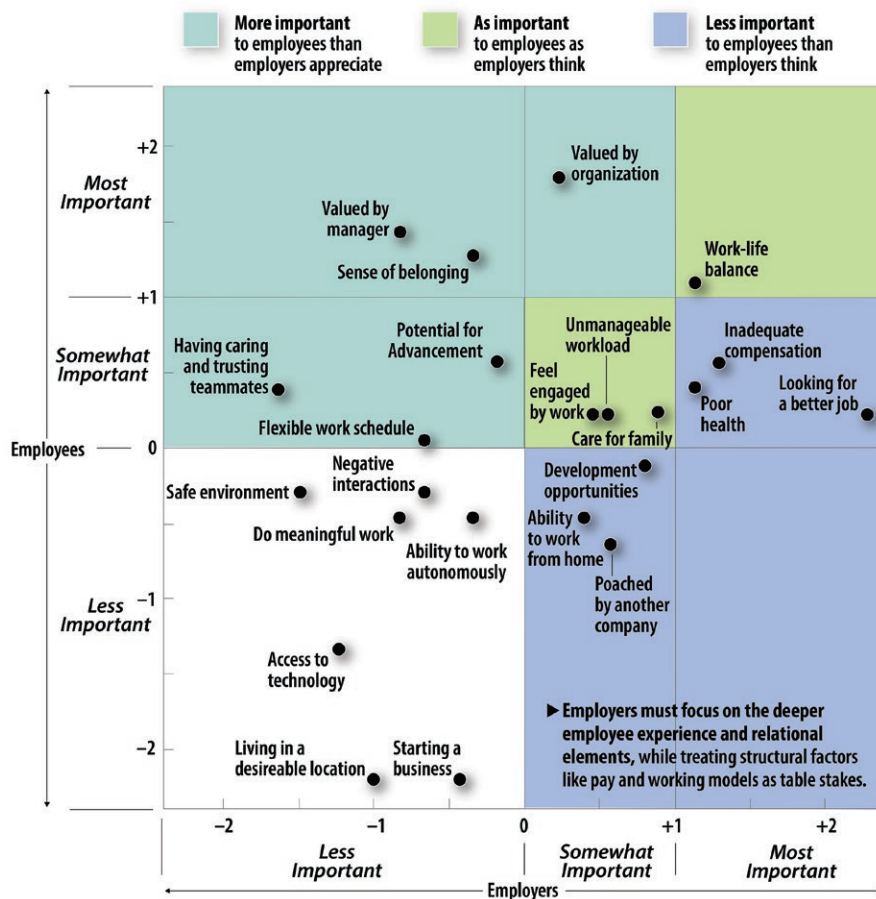 More important
to employees than
employers appreciate
As important
to employees as
employers think
Less important
to employees than
employers think
+2
Most
Important
+1
Somewhat
Important
Employees
0
-1
Less
Important
-2
Valued by
organization
Valued by
manager
Sense of belonging
Work-life
balance
Having caring
and trusting
teammates
Potential for
Advancement
Flexible work schedule
Unmanageable
workload
Feel
engaged
by work
Care for family
Inadequate
compensation
Poor
health
Looking for
a better job
Safe environment
Negative
interactions
Do meaningful work
Ability to work
autonomously
Development
opportunities
Ability
to work
from home
Poached
by another
company
Access to
technology
Living in a
desireable location
Starting a
business
► Employers must focus on the deeper
employee experience and relational
elements, while treating structural factors
like pay and working models as table stakes.
-2
-1
0
+1
+2
Less
Important
Somewhat
Important
Most
Important
Employers